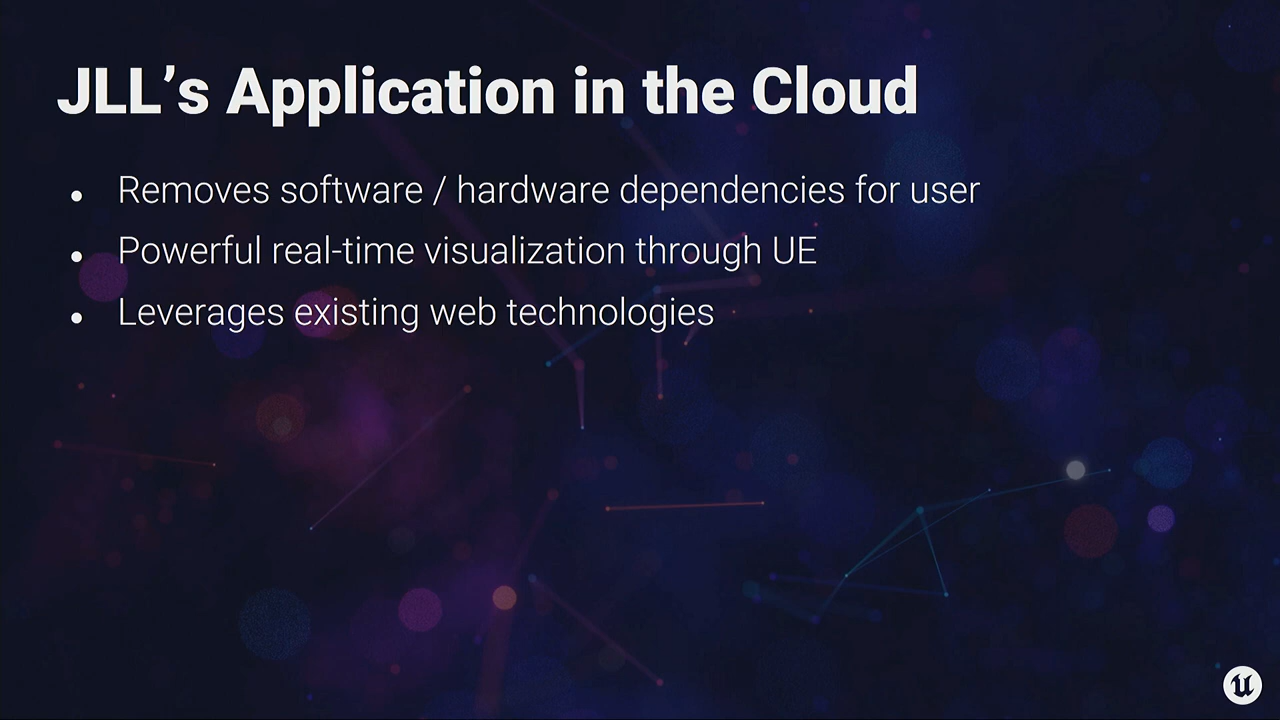 JLL’s Application in the Cloud
• Removes software / hardware dependencies for user
• Powerful real-time visualization through UE
• Leverages existing web technologies